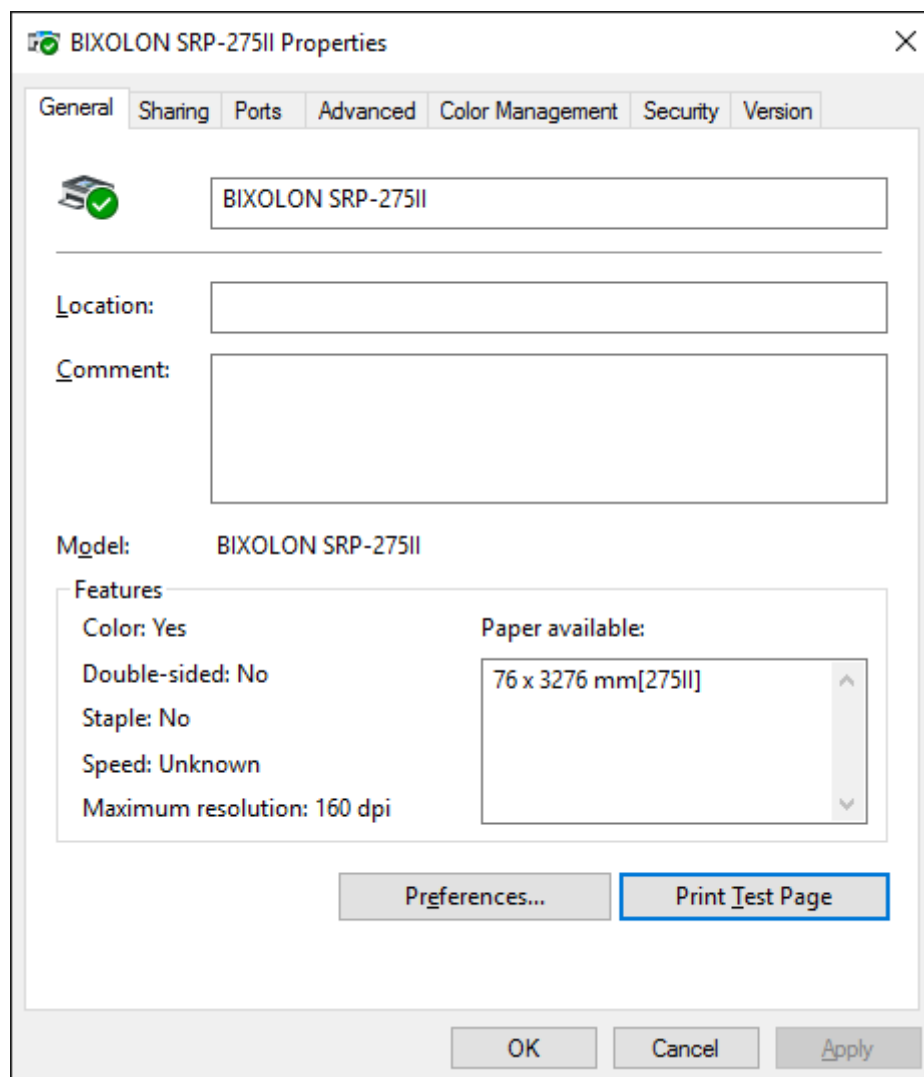 BIXOLON SRP-275II Properties
General Sharing Ports Advanced Color Management Security Version
BIXOLON SRP-275II
Location:
Comment:
Model: BIXOLON SRP-275II
Features
Color: Yes
Paper available:
Double-sided: No
76 x 3276 mm[275II]
Staple: No
Speed: Unknown
Maximum resolution: 160 dpi
Preferences... Print Test Page
OK Cancel Apply